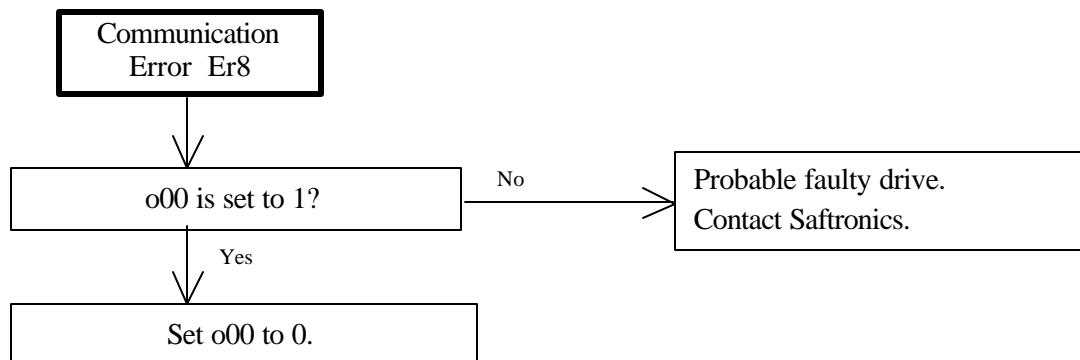 Communication
Error Er8
o00 is set to 1?
No
Probable faulty drive.
Contact Saftronics.
Yes
Set o00 to 0.